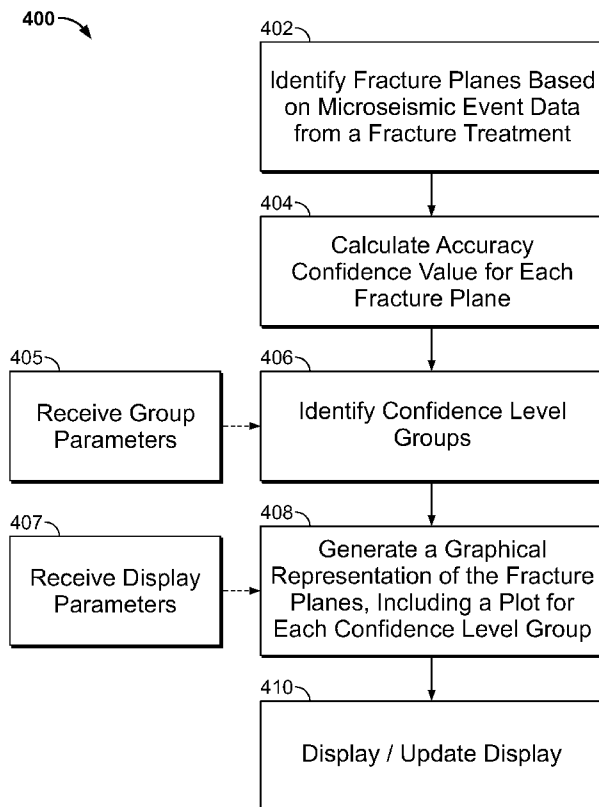 400
402
Identify Fracture Planes Based
on Microseismic Event Data
from a Fracture Treatment
404
Calculate Accuracy
Confidence Value for Each
Fracture Plane
405
Receive Group
Parameters
406
Identify Confidence Level
Groups
407
Receive Display
Parameters
408
Generate a Graphical
Representation of the Fracture
Planes, Including a Plot for
Each Confidence Level Group
410
Display / Update Display